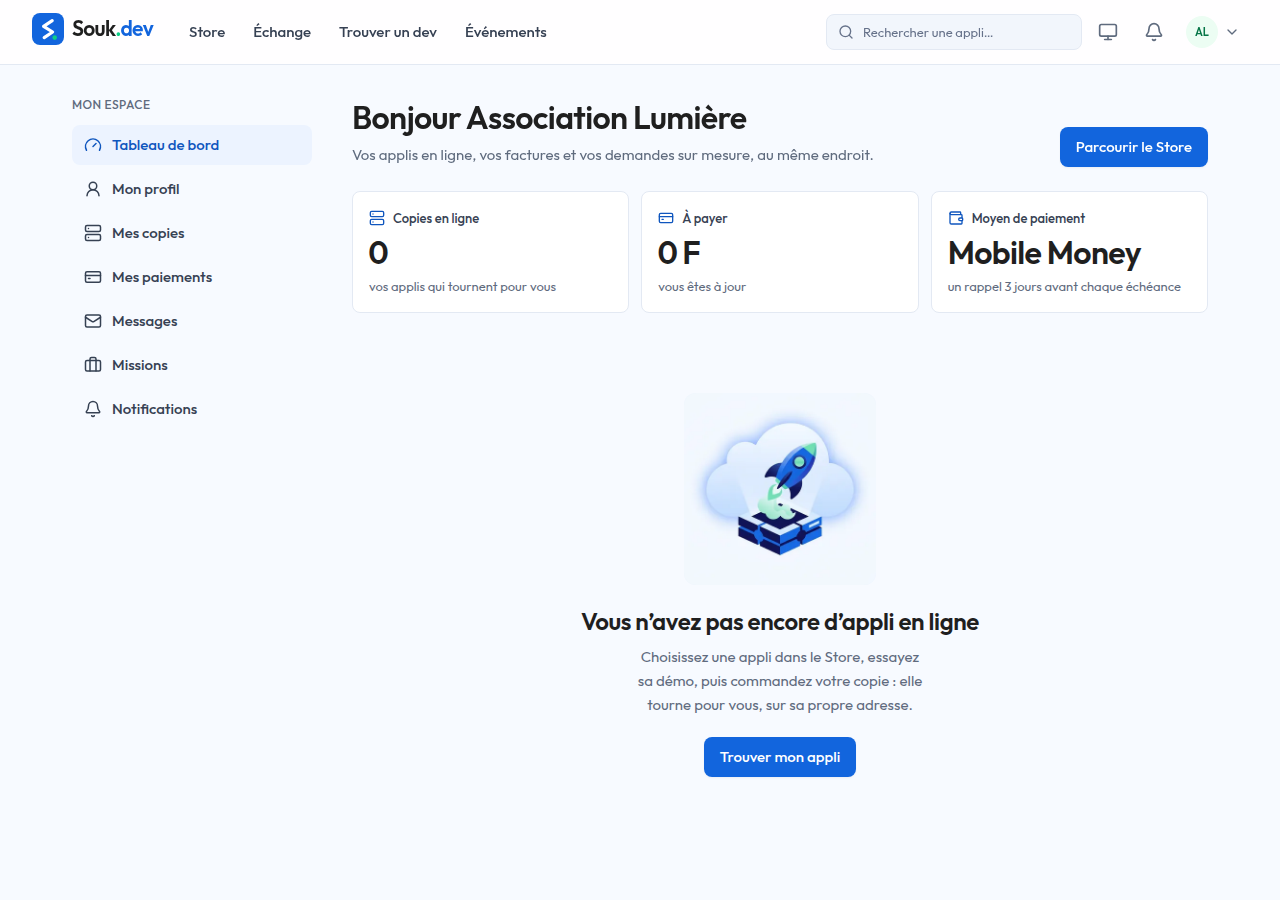 Souk.dev
Store
Échange
Trouver un dev
Événements
Rechercher une appli...
AL
MON ESPACE
Tableau de bord
Mon profil
Mes copies
Mes paiements
Messages
Missions
Notifications
Bonjour Association Lumière
Vos applis en ligne, vos factures et vos demandes sur mesure, au même endroit.
Parcourir le Store
Copies en ligne
0
vos applis qui tournent pour vous
À payer
0 F
vous êtes à jour
Moyen de paiement
Mobile Money
un rappel 3 jours avant chaque échéance
Vous n’avez pas encore d’appli en ligne
Choisissez une appli dans le Store, essayez
sa démo, puis commandez votre copie : elle
tourne pour vous, sur sa propre adresse.
Trouver mon appli